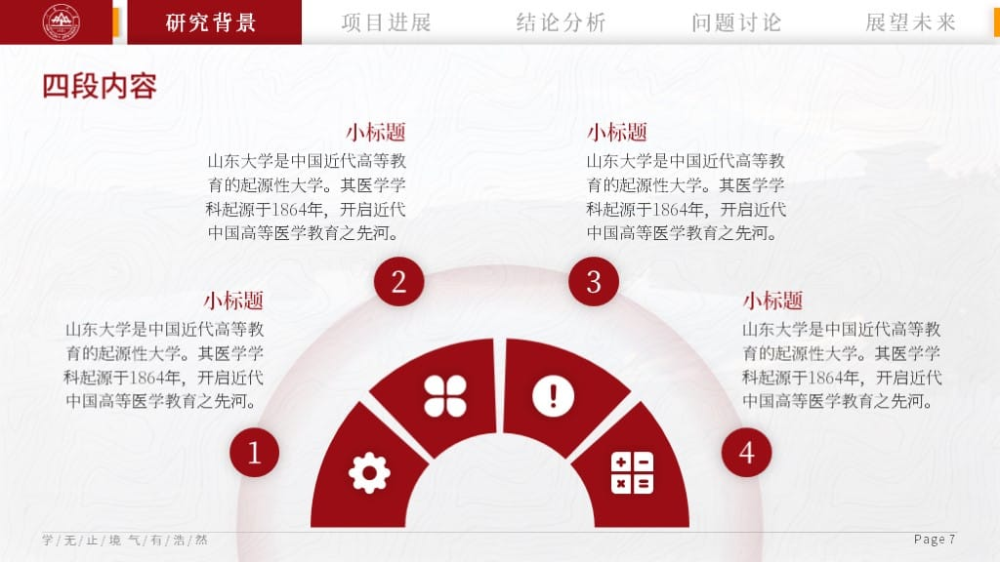 研究背景
项目进展
结论分析
问题讨论
展望未来
四段内容
小标题
山东大学是中国近代高等教
育的起源性大学。其医学学
科起源于1864年，开启近代
中国高等医学教育之先河。
小标题
山东大学是中国近代高等教
育的起源性大学。其医学学
科起源于1864年，开启近代
中国高等医学教育之先河。
2
3
小标题
山东大学是中国近代高等教
育的起源性大学。其医学学
科起源于1864年，开启近代
中国高等医学教育之先河。
小标题
山东大学是中国近代高等教
育的起源性大学。其医学学
科起源于1864年，开启近代
中国高等医学教育之先河。
1
4
学/无/止/境 气/有/浩/然
Page 7